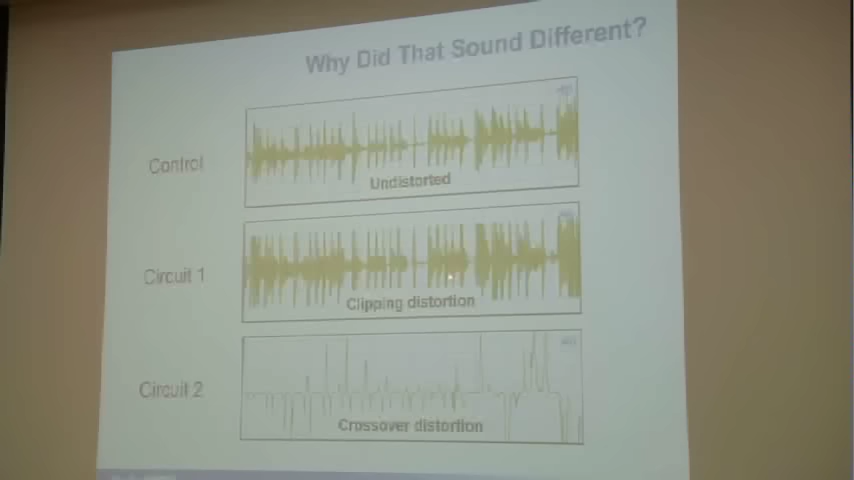 Why Did That Sound Different?
Control
Undistorted
Circuit 1
Clipping distortion
Circuit 2
Crossover distortion